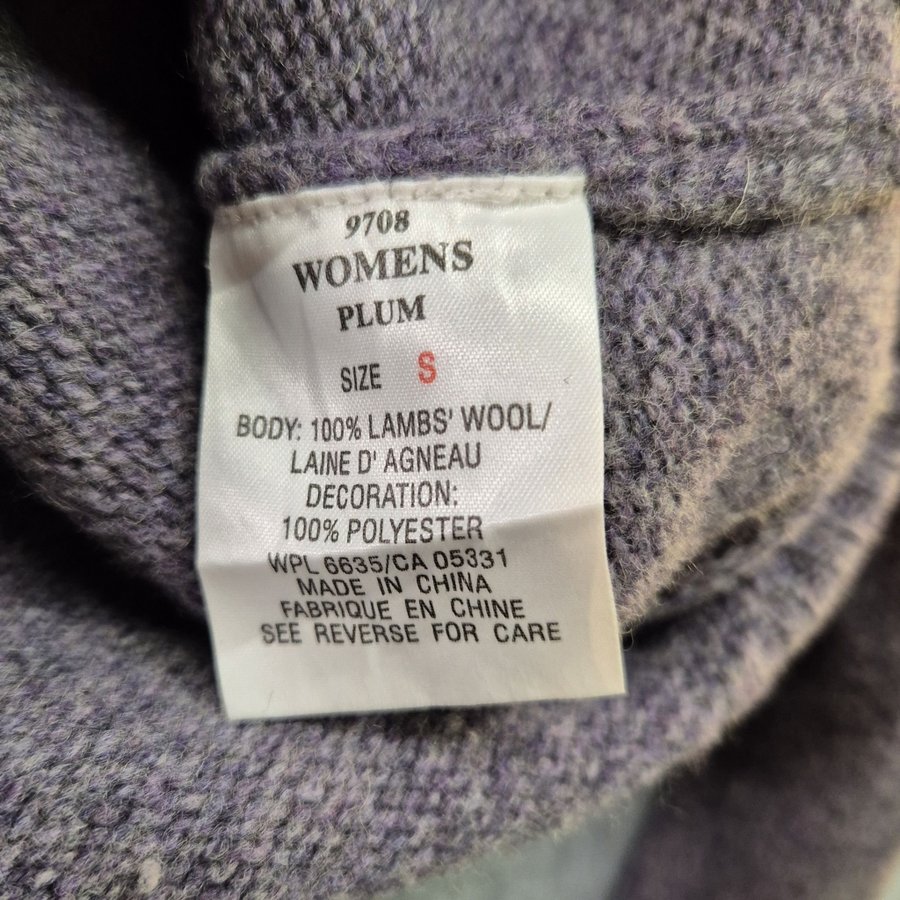 9708
WOMENS
PLUM
SIZE S
BODY: 100% LAMBS' WOOL/
LAINE D' AGNEAU
DECORATION:
100% POLYESTER
WPL 6635/CA 05331
MADE IN CHINA
FABRIQUE EN CHINE
SEE REVERSE FOR CARE